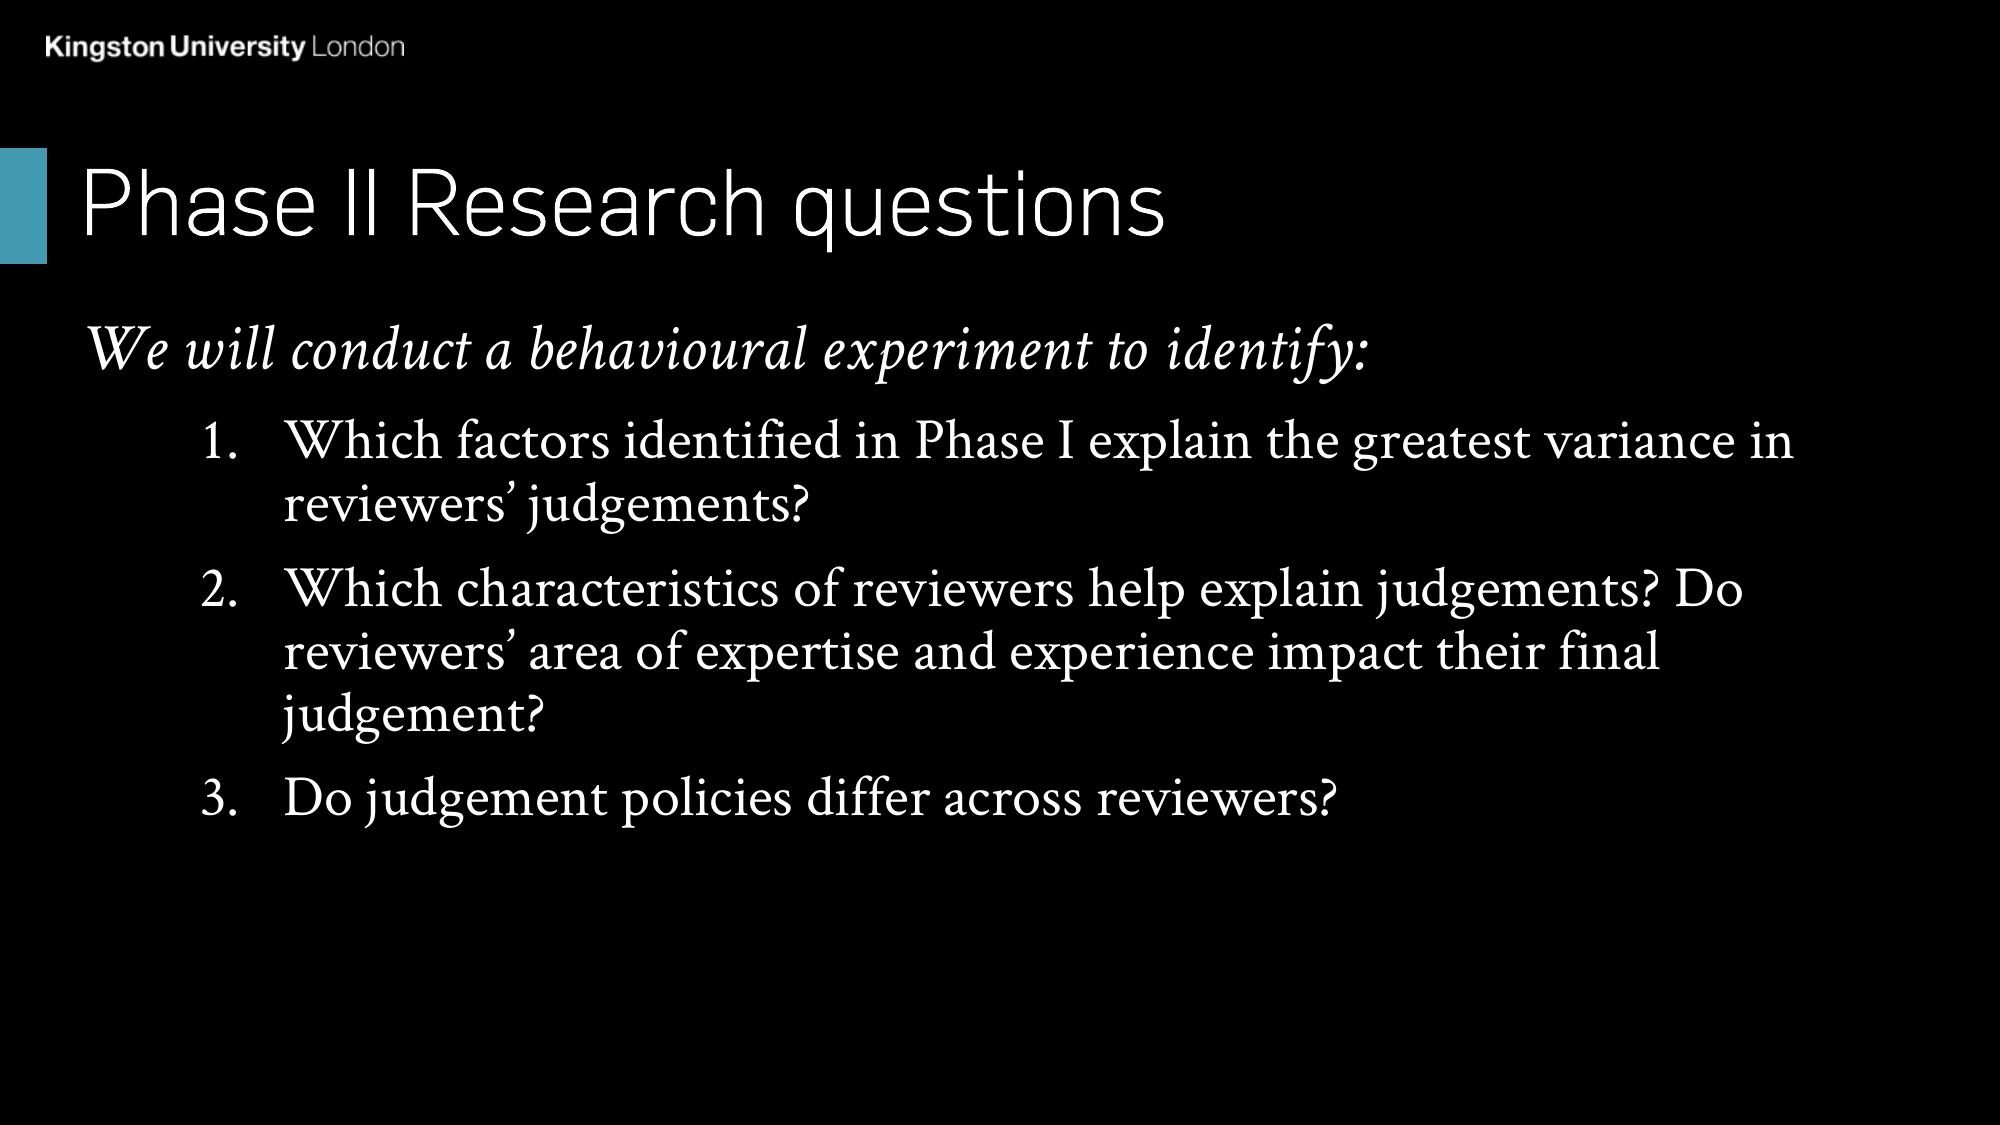 Kingston University London
Phase II Research questions
We will conduct a behavioural experiment to identify:
1. Which factors identified in Phase I explain the greatest variance in
reviewers’ judgements?
2. Which characteristics of reviewers help explain judgements? Do
reviewers’ area of expertise and experience impact their final
judgement?
3. Do judgement policies differ across reviewers?